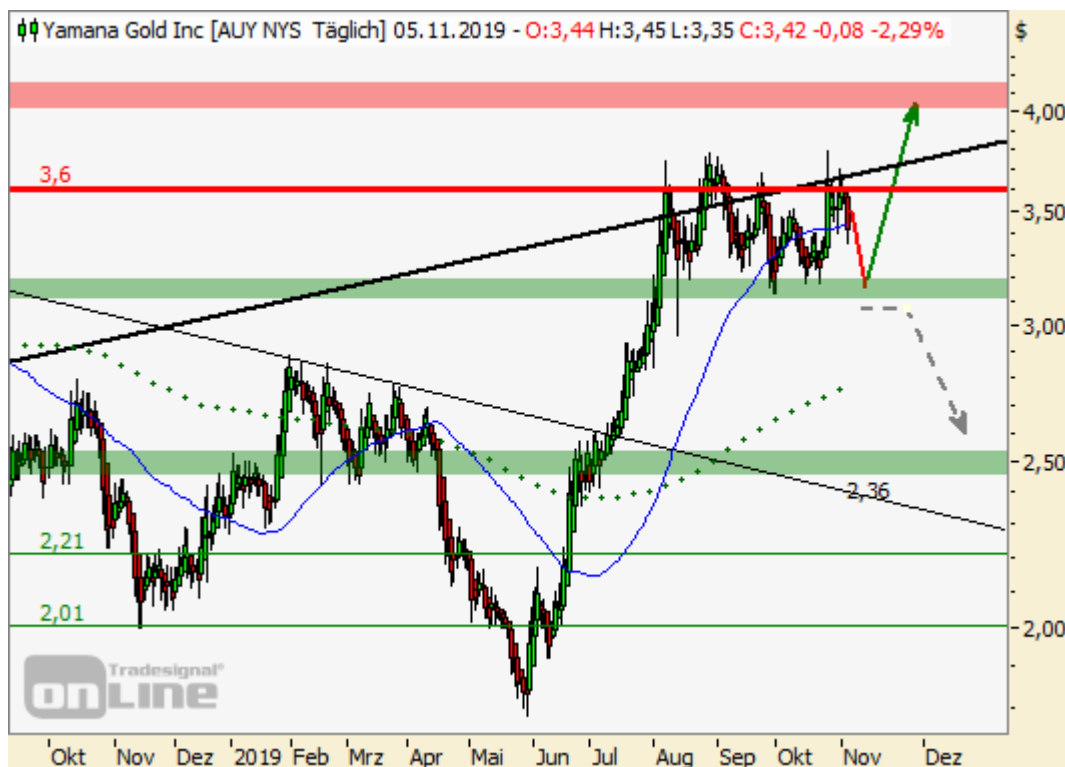 Yamana Gold Inc [AUY NYS Täglich] 05.11.2019 - O:3,44 H:3,45 L:3,35 C:3,42 -0,08 -2,29%
$
4,00
3,6
3,50
3,00
2,50
2,36
2,21
2,01
2,00
Tradesignal®
onLine
Okt Nov Dez 2019 Feb Mrz Apr Mai Jun Jul Aug Sep Okt Nov Dez